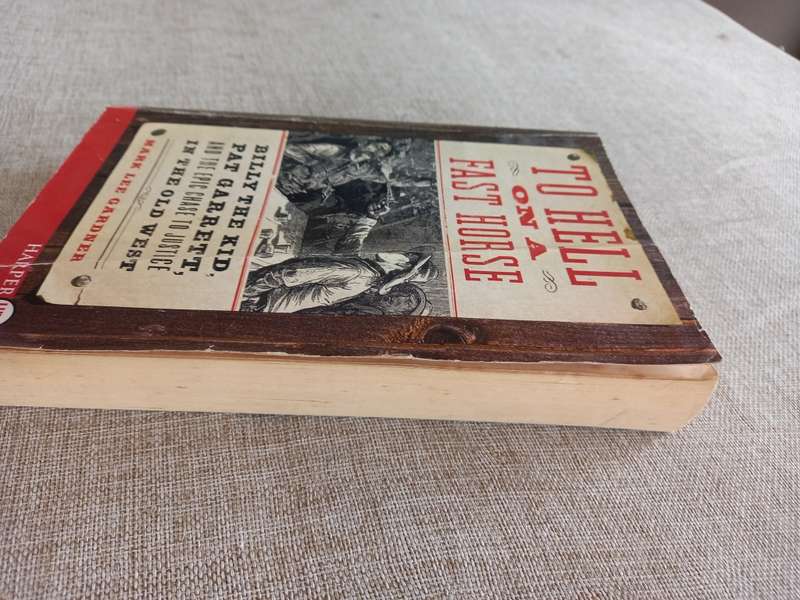 TO HELL
ON A
FAST HORSE
BILLY THE KID,
PAT GARRETT,
AND THE EPIC CHASE TO JUSTICE
IN THE OLD WEST
MARK LEE GARDNER
HARPER